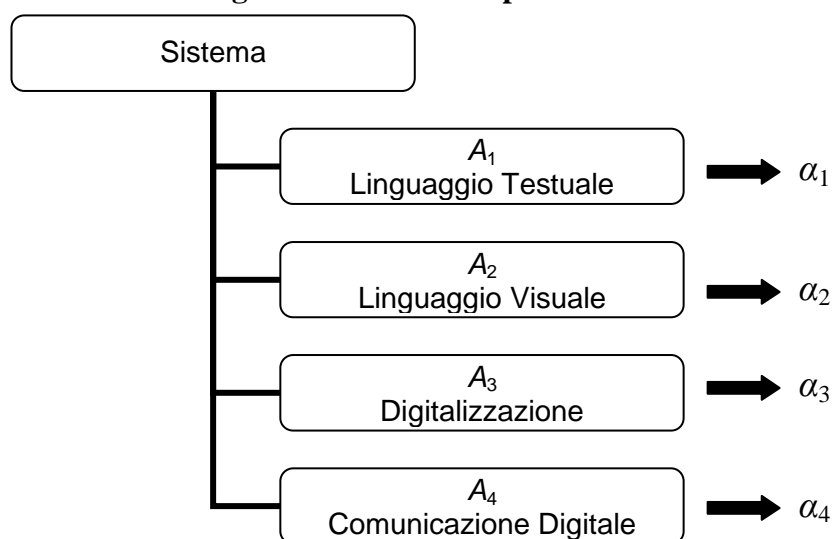 Sistema
A₁
Linguaggio Testuale
α₁
A₂
Linguaggio Visuale
α₂
A₃
Digitalizzazione
α₃
A₄
Comunicazione Digitale
α₄